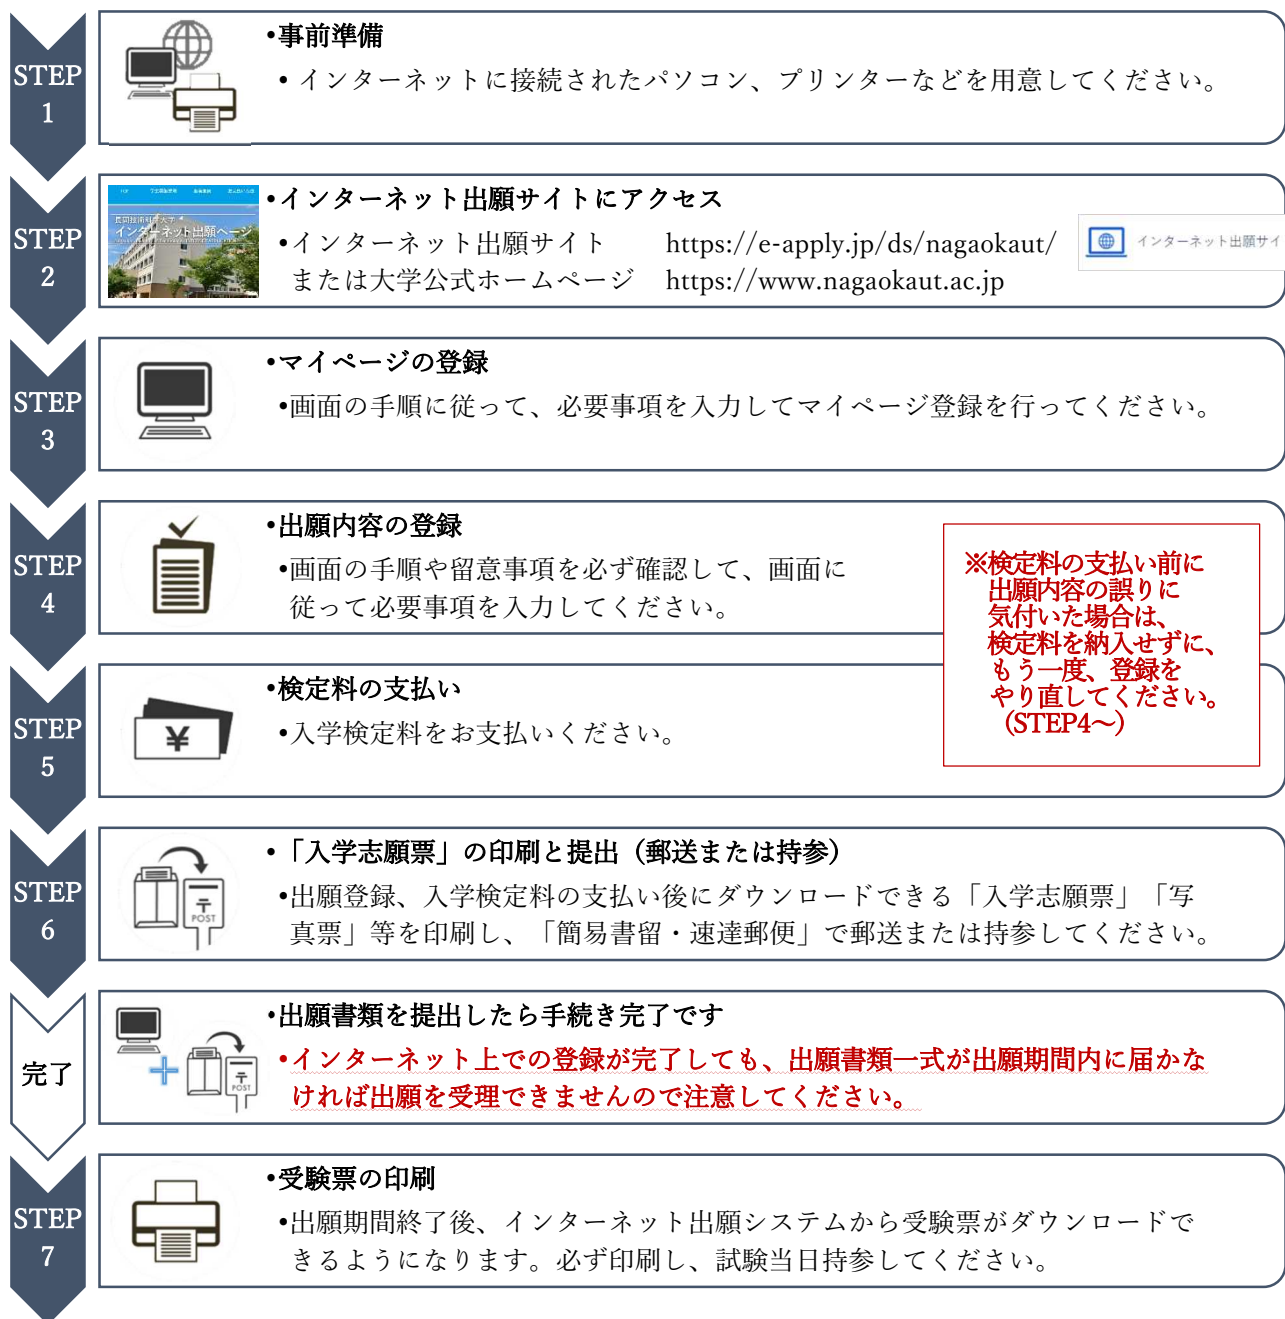 STEP
1
•事前準備
•インターネットに接続されたパソコン、プリンターなどを用意してください。
STEP
2
長岡技術科学大学
インターネット出願ページ
•インターネット出願サイトにアクセス
•インターネット出願サイト https://e-apply.jp/ds/nagaokaut/
または大学公式ホームページ https://www.nagaokaut.ac.jp
インターネット出願サイ
STEP
3
•マイページの登録
•画面の手順に従って、必要事項を入力してマイページ登録を行ってください。
STEP
4
•出願内容の登録
•画面の手順や留意事項を必ず確認して、画面に
従って必要事項を入力してください。
※検定料の支払い前に
出願内容の誤りに
気付いた場合は、
検定料を納入せずに、
もう一度、登録を
やり直してください。
(STEP4～)
STEP
5
¥
•検定料の支払い
•入学検定料をお支払いください。
STEP
6
〒
POST
•「入学志願票」の印刷と提出（郵送または持参）
•出願登録、入学検定料の支払い後にダウンロードできる「入学志願票」「写
真票」等を印刷し、「簡易書留・速達郵便」で郵送または持参してください。
完了
〒
POST
•出願書類を提出したら手続き完了です
•インターネット上での登録が完了しても、出願書類一式が出願期間内に届かな
ければ出願を受理できませんので注意してください。
STEP
7
•受験票の印刷
•出願期間終了後、インターネット出願システムから受験票がダウンロードで
きるようになります。必ず印刷し、試験当日持参してください。